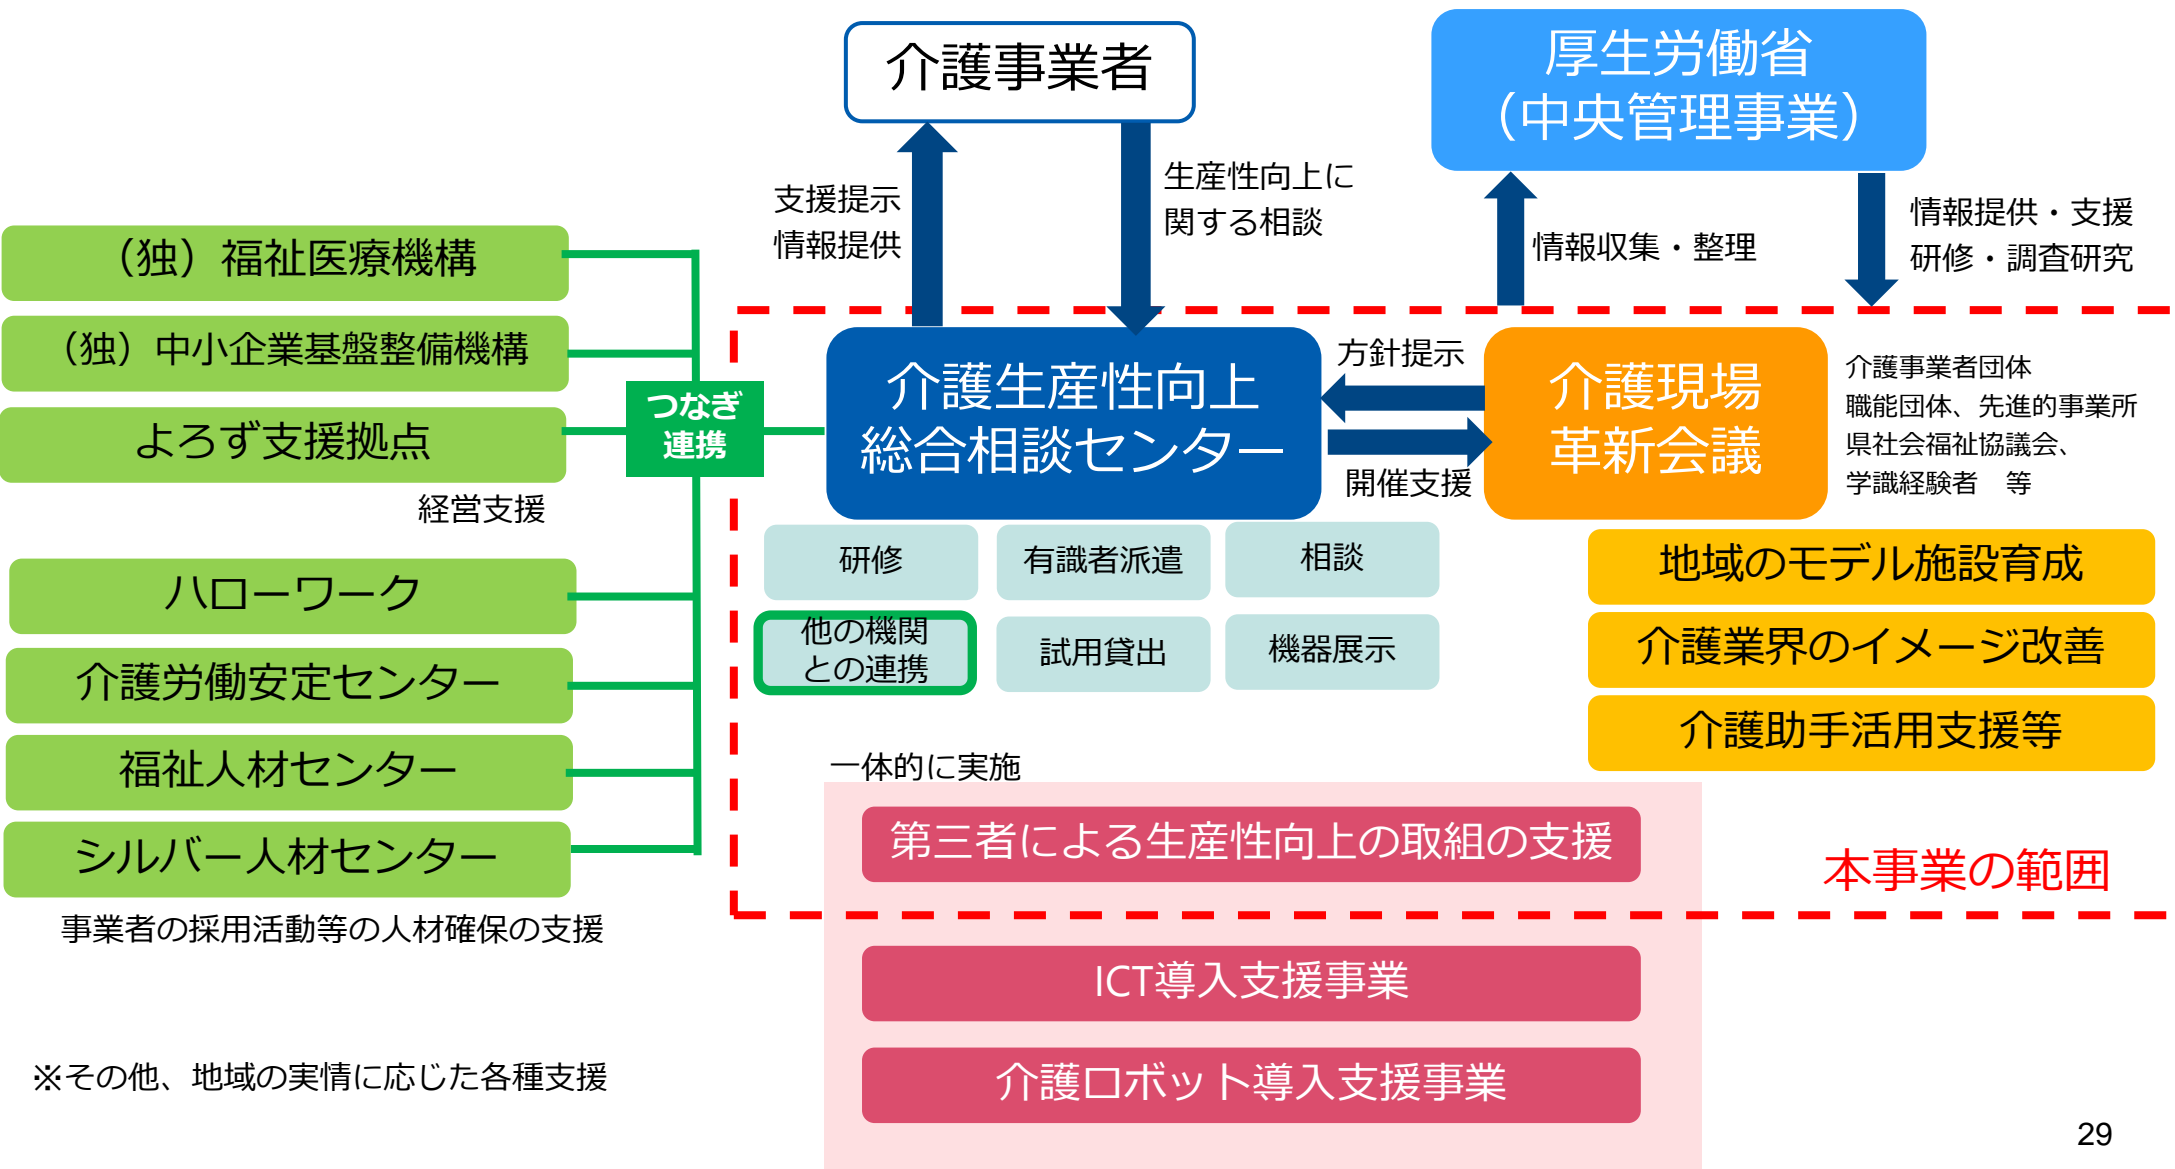 介護事業者
厚生労働省
（中央管理事業）
支援提示
情報提供
生産性向上に
関する相談
情報収集・整理
情報提供・支援
研修・調査研究
（独）福祉医療機構
（独）中小企業基盤整備機構
よろず支援拠点
経営支援
つなぎ
連携
介護生産性向上
総合相談センター
方針提示
開催支援
介護現場
革新会議
介護事業者団体
職能団体、先進的事業所
県社会福祉協議会、
学識経験者　等
研修
有識者派遣
相談
他の機関
との連携
試用貸出
機器展示
地域のモデル施設育成
介護業界のイメージ改善
介護助手活用支援等
ハローワーク
介護労働安定センター
福祉人材センター
シルバー人材センター
事業者の採用活動等の人材確保の支援
一体的に実施
第三者による生産性向上の取組の支援
本事業の範囲
ICT導入支援事業
介護ロボット導入支援事業
※その他、地域の実情に応じた各種支援
29